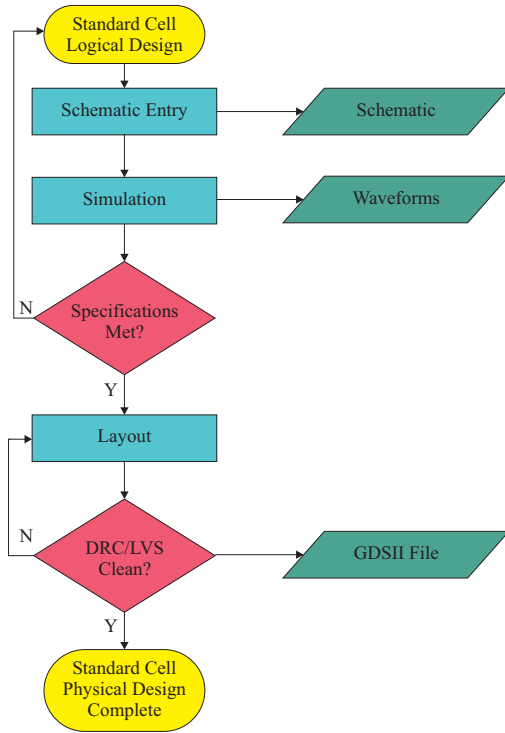 Standard Cell
Logical Design
Schematic Entry
Schematic
Simulation
Waveforms
N
Specifications
Met?
Y
Layout
N
DRC/LVS
Clean?
GDSII File
Y
Standard Cell
Physical Design
Complete